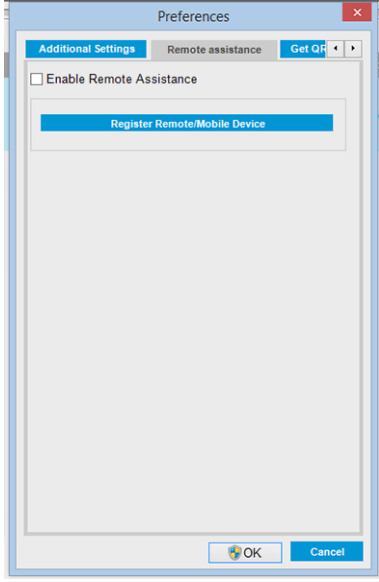 Preferences
Additional Settings
Remote assistance
Get QR
Enable Remote Assistance
Register Remote/Mobile Device
OK
Cancel